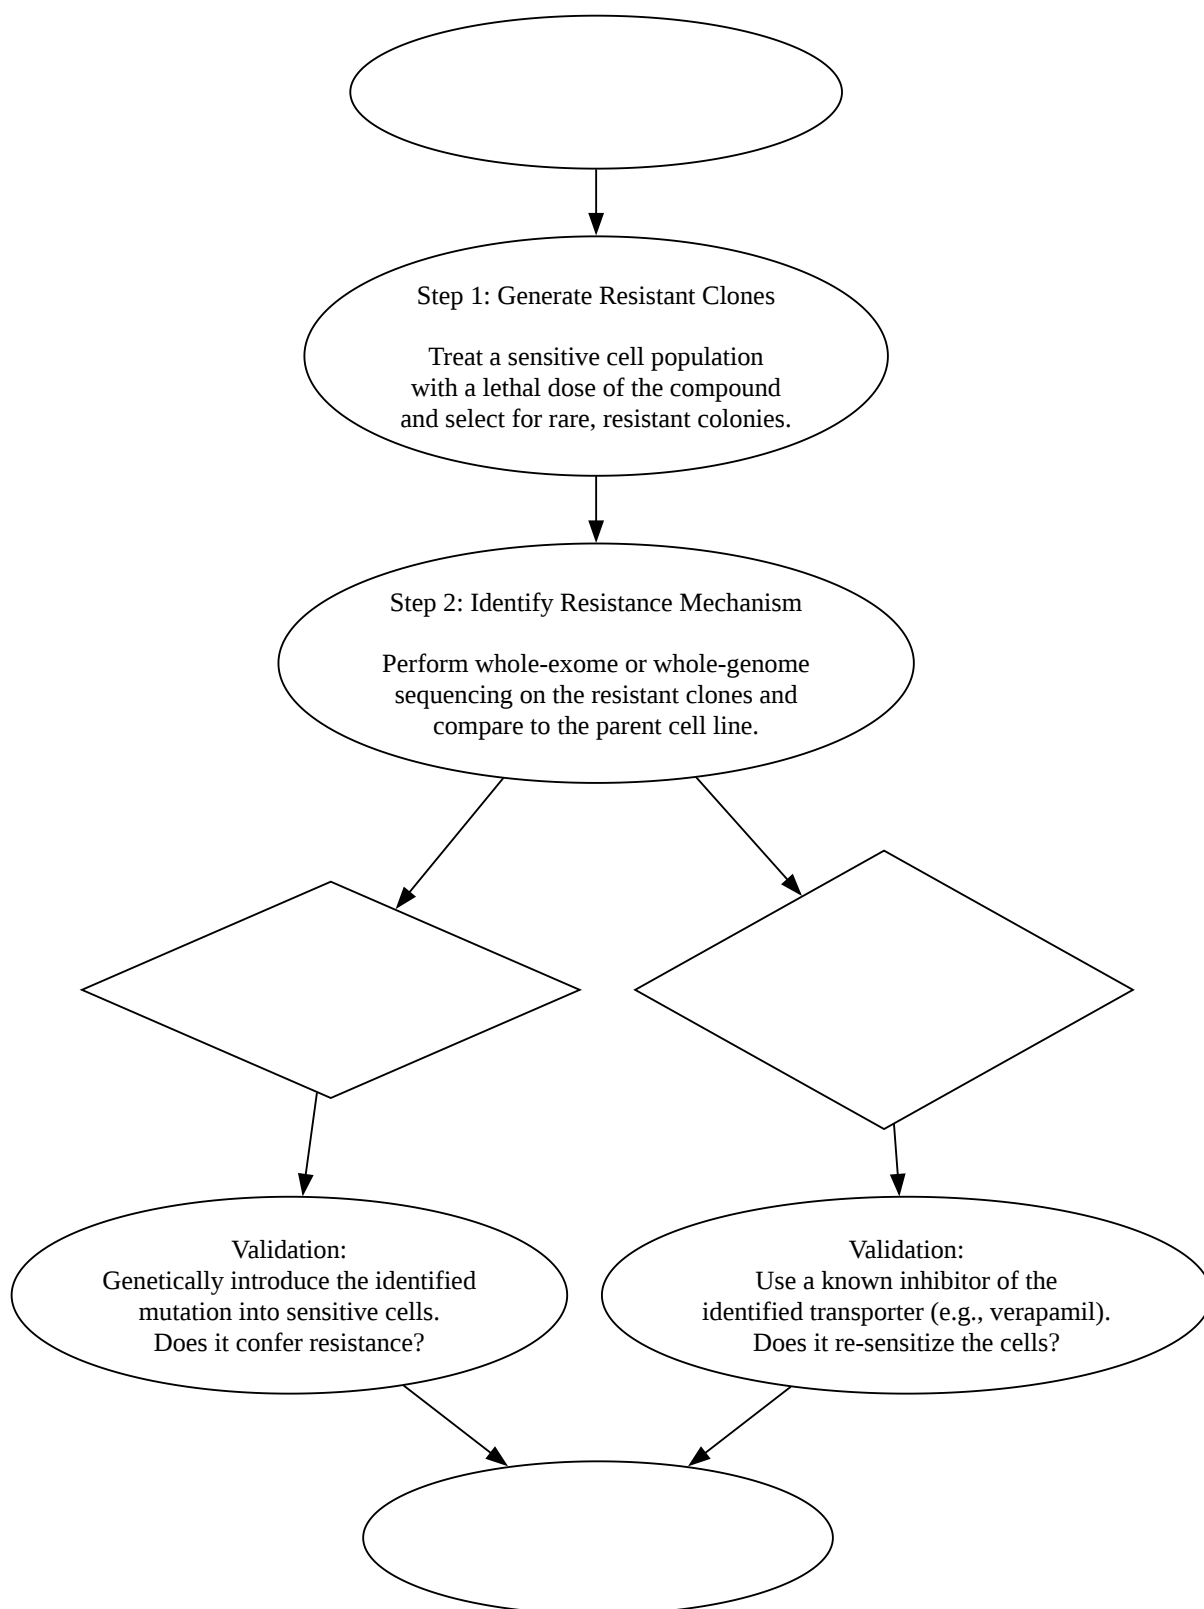 Step 1: Generate Resistant Clones
Treat a sensitive cell population
with a lethal dose of the compound
and select for rare, resistant colonies.
Step 2: Identify Resistance Mechanism
Perform whole-exome or whole-genome
sequencing on the resistant clones and
compare to the parent cell line.
Validation:
Genetically introduce the identified
mutation into sensitive cells.
Does it confer resistance?
Validation:
Use a known inhibitor of the
identified transporter (e.g., verapamil).
Does it re-sensitize the cells?